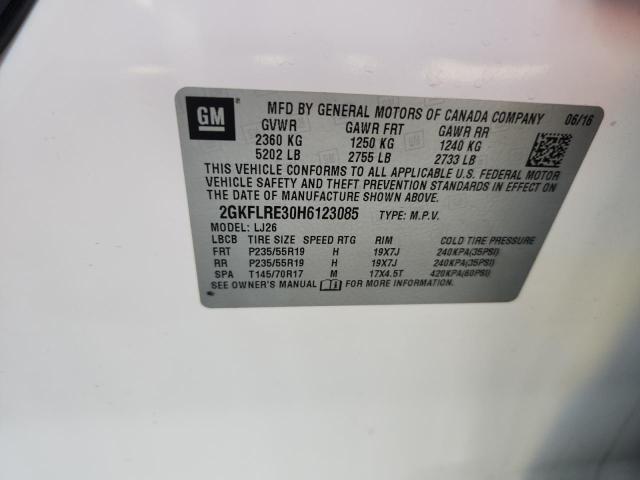 GM
MFD BY GENERAL MOTORS OF CANADA COMPANY 06/16
GVWR GAWR FRT GAWR RR
2360 KG 1250 KG 1240 KG
5202 LB 2755 LB 2733 LB
THIS VEHICLE CONFORMS TO ALL APPLICABLE U.S. FEDERAL MOTOR
VEHICLE SAFETY AND THEFT PREVENTION STANDARDS IN EFFECT ON
THE DATE OF MANUFACTURE SHOWN ABOVE.
2GKFLRE30H6123085 TYPE: M.P.V.
MODEL: LJ26
LBCB TIRE SIZE SPEED RTG RIM COLD TIRE PRESSURE
FRT P235/55R19 H 19X7J 240KPA(35PSI)
RR P235/55R19 H 19X7J 240KPA(35PSI)
SPA T145/70R17 M 17X4.5T 420KPA(60PSI)
SEE OWNER'S MANUAL FOR MORE INFORMATION.